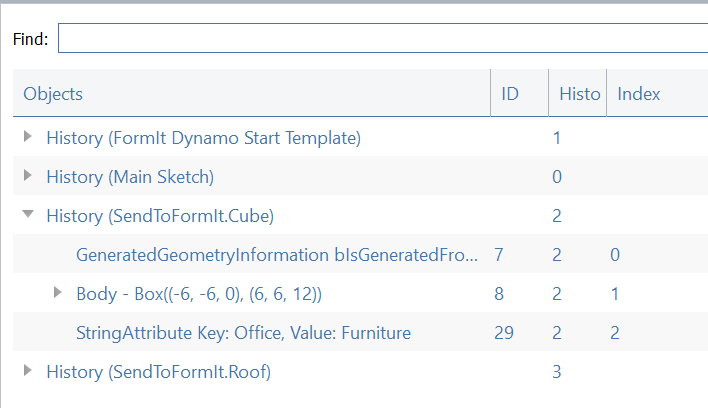 Find:
Objects ID Histo Index
History (FormIt Dynamo Start Template) 1
History (Main Sketch) 0
History (SendToFormIt.Cube) 2
GeneratedGeometryInformation bIsGeneratedFro... 7 2 0
Body - Box((-6, -6, 0), (6, 6, 12)) 8 2 1
StringAttribute Key: Office, Value: Furniture 29 2 2
History (SendToFormIt.Roof) 3